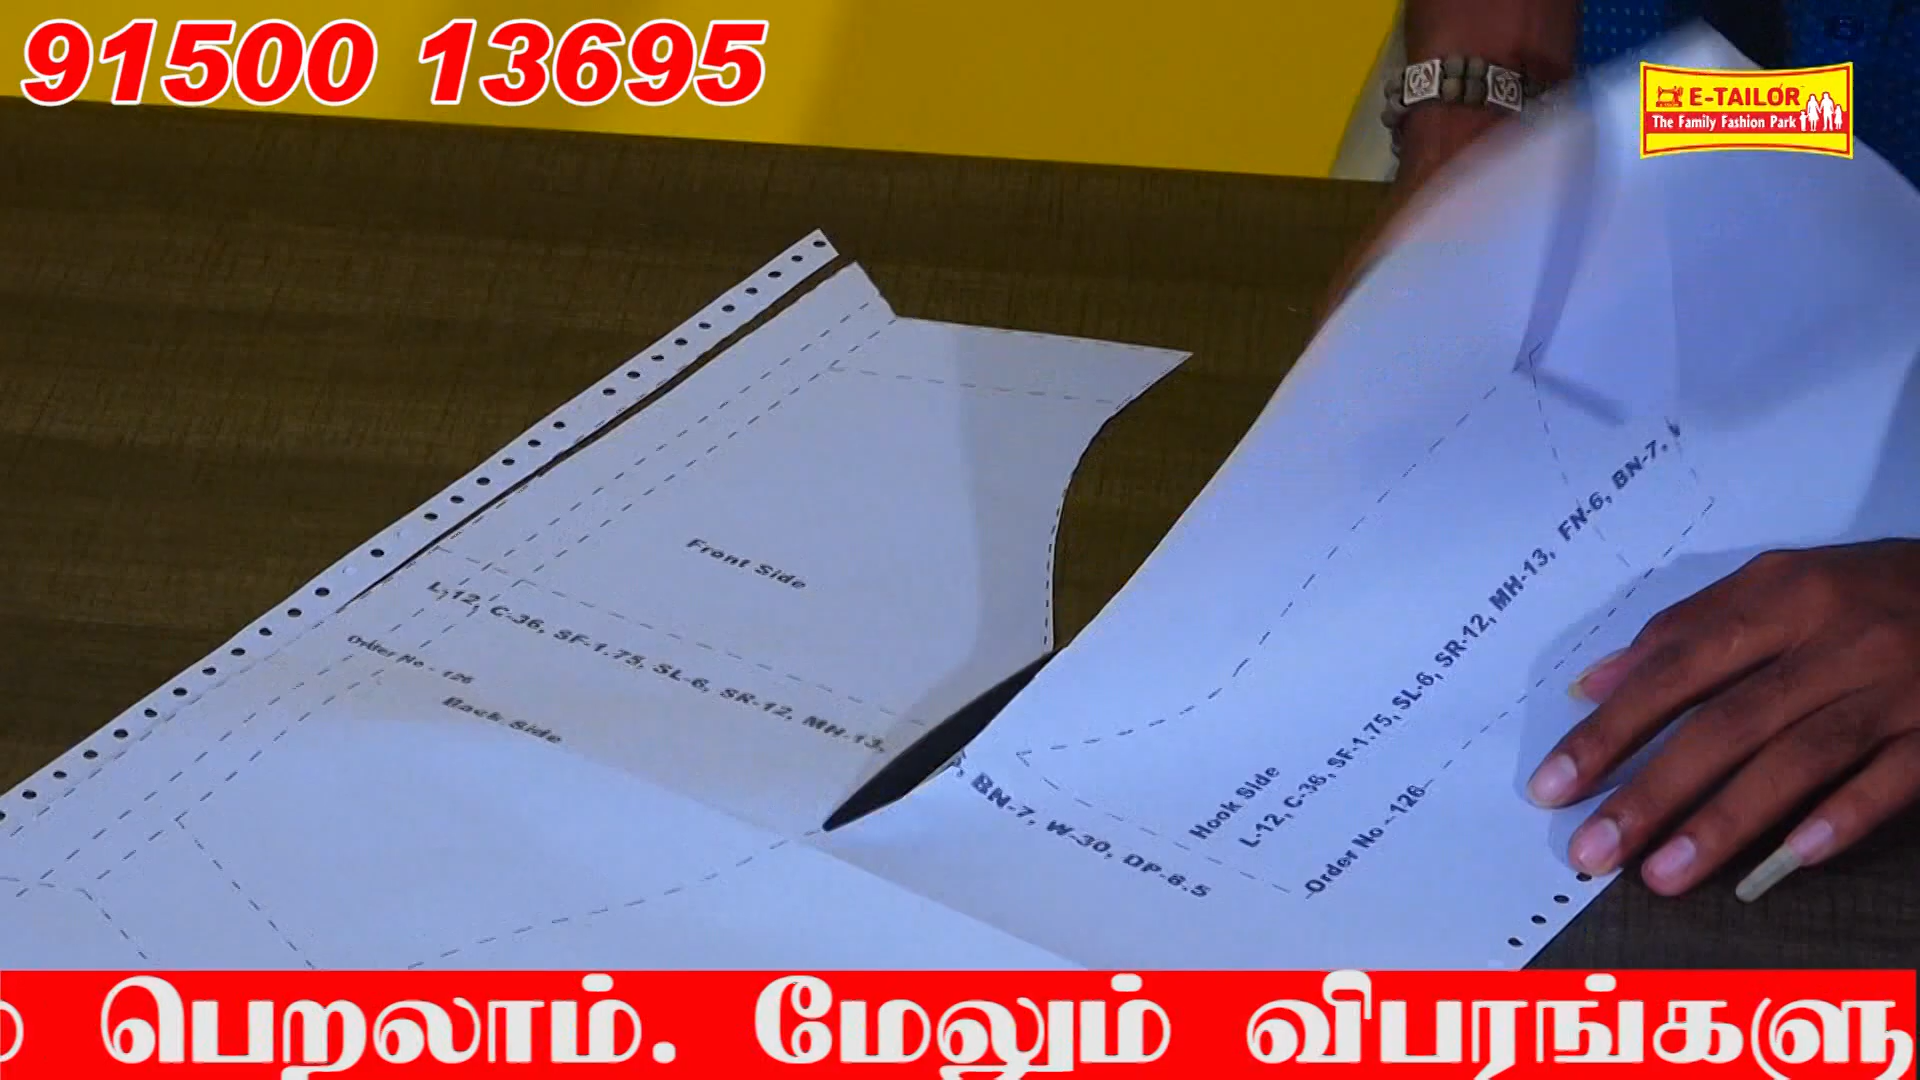 91500 13695
E-TAILOR
The Family Fashion Park
Front Side
L-12, C-36, SF-1.75, SL-6, SR-12, MH-13,
Order No - 126
Back Side
BN-7, W-30, DP-6.5
Hook Side
L-12, C-36, SF-1.75, SL-6, SR-12, MH-13, FN-6, BN-7,
Order No - 126
பெறலாம். மேலும் விபரங்களு